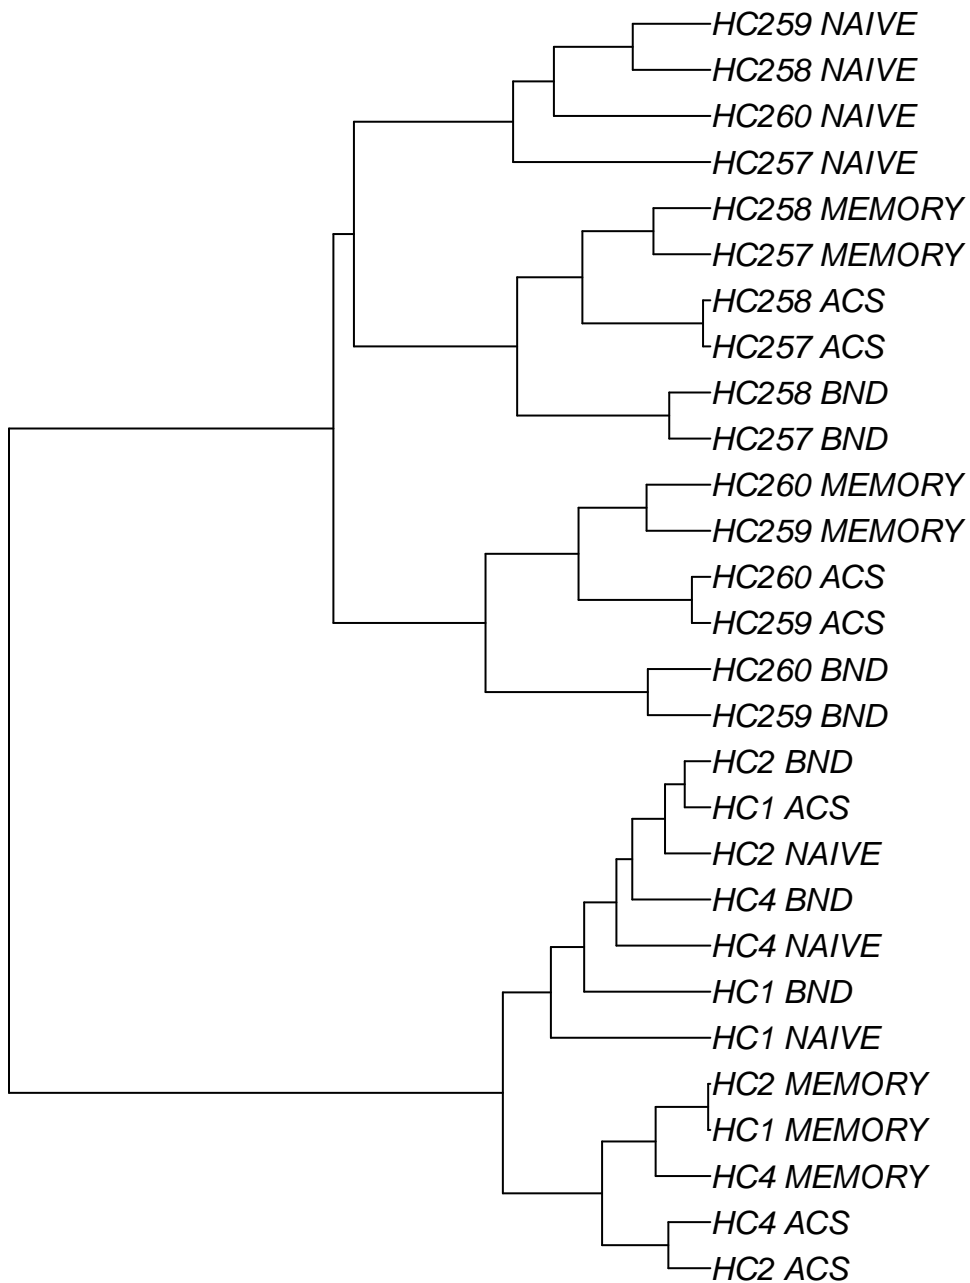 HC259 NAIVE
HC258 NAIVE
HC260 NAIVE
HC257 NAIVE
HC258 MEMORY
HC257 MEMORY
HC258 ACS
HC257 ACS
HC258 BND
HC257 BND
HC260 MEMORY
HC259 MEMORY
HC260 ACS
HC259 ACS
HC260 BND
HC259 BND
HC2 BND
HC1 ACS
HC2 NAIVE
HC4 BND
HC4 NAIVE
HC1 BND
HC1 NAIVE
HC2 MEMORY
HC1 MEMORY
HC4 MEMORY
HC4 ACS
HC2 ACS